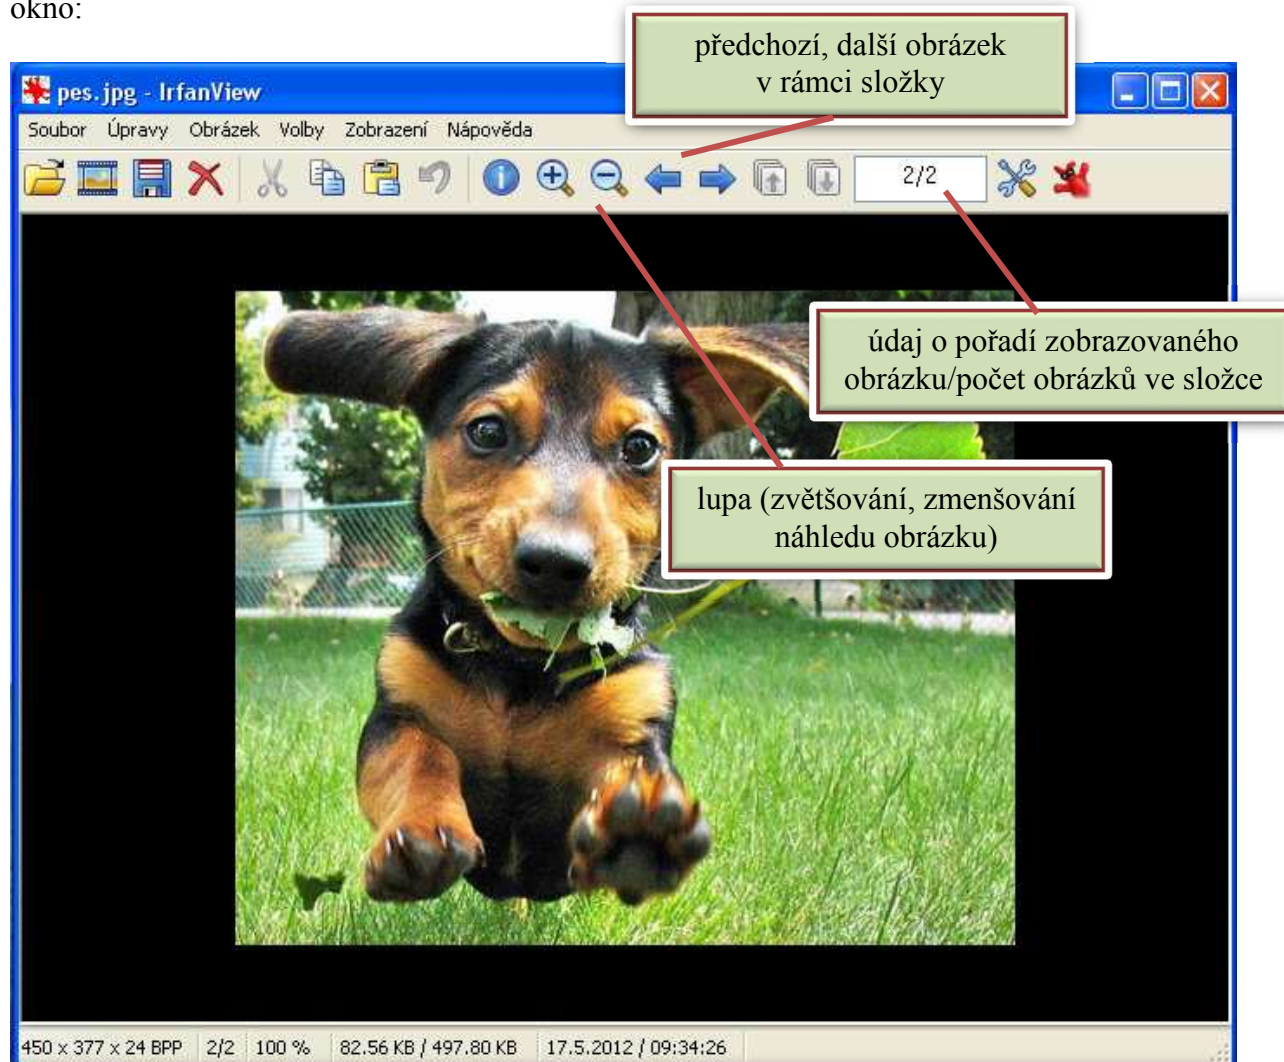 okno:
předchozí, další obrázek
v rámci složky
pes.jpg - IrfanView
Soubor Úpravy Obrázek Volby Zobrazení Nápověda
2/2
údaj o pořadí zobrazovaného
obrázku/počet obrázků ve složce
lupa (zvětšování, zmenšování
náhledu obrázku)
450 x 377 x 24 BPP 2/2 100 % 82.56 KB / 497.80 KB 17.5.2012 / 09:34:26